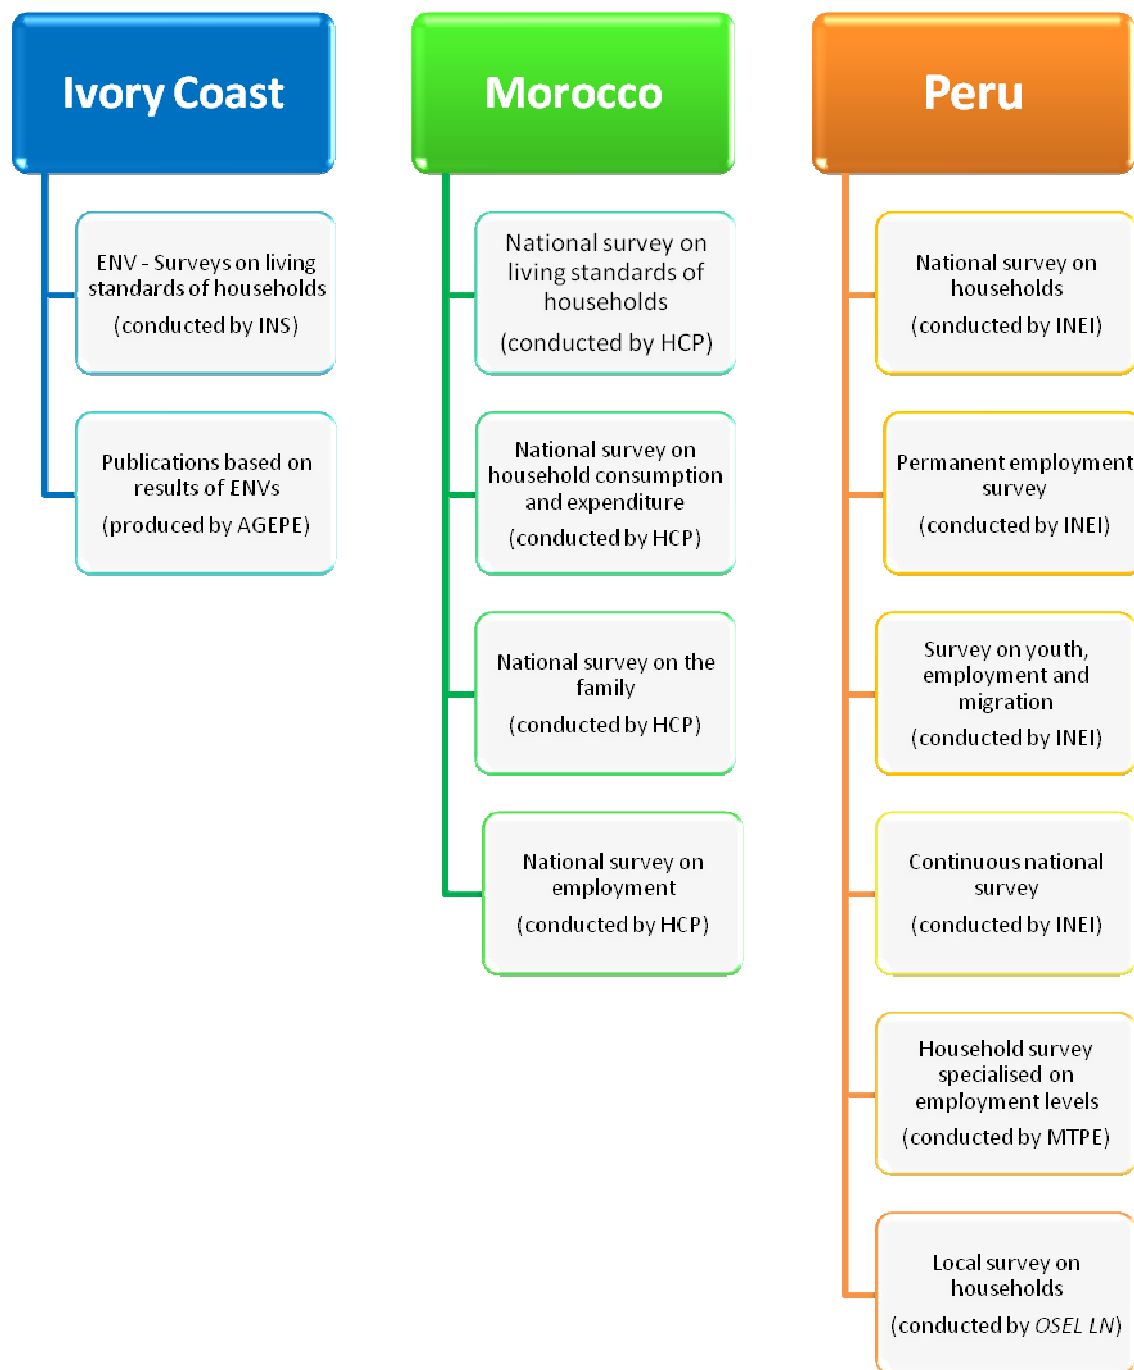 Ivory Coast
ENV - Surveys on living
standards of households
(conducted by INS)
Publications based on
results of ENVs
(produced by AGEPE)
Morocco
National survey on
living standards of
households
(conducted by HCP)
National survey on
household consumption
and expenditure
(conducted by HCP)
National survey on the
family
(conducted by HCP)
National survey on
employment
(conducted by HCP)
Peru
National survey on
households
(conducted by INEI)
Permanent employment
survey
(conducted by INEI)
Survey on youth,
employment and
migration
(conducted by INEI)
Continuous national
survey
(conducted by INEI)
Household survey
specialised on
employment levels
(conducted by MTPE)
Local survey on
households
(conducted by OSEL LN)